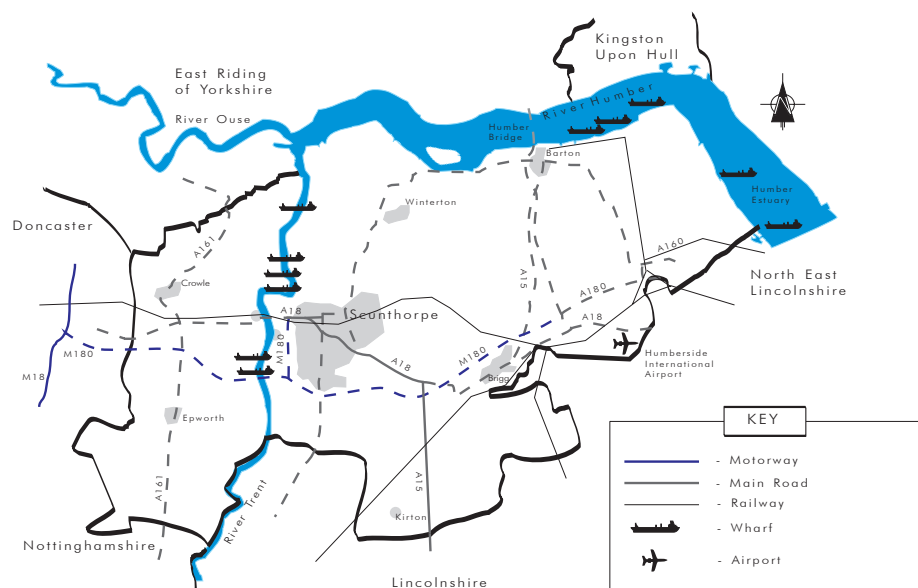 Kingston
Upon Hull
East Riding
of Yorkshire
River Humber
River Ouse
Humber
Bridge
Barton
Humber
Estuary
Winterton
Doncaster
A161
A160
North East
Lincolnshire
Crowle
A15
A180
A18
Scunthorpe
A18
M180
M180
M180
A18
M18
Brigg
Humberside
International
Airport
Epworth
KEY
- Motorway
- Main Road
- Railway
- Wharf
- Airport
A161
A15
River Trent
Kirton
Nottinghamshire
Lincolnshire